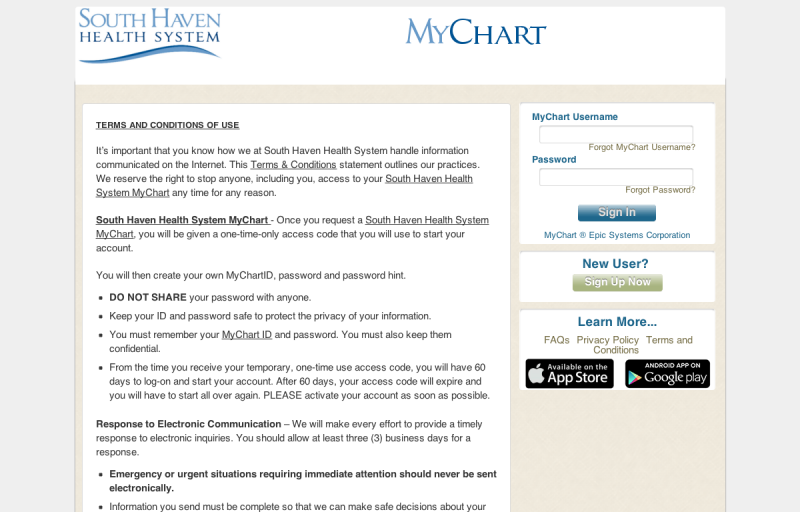 SOUTH HAVEN
HEALTH SYSTEM
MYCHART
TERMS AND CONDITIONS OF USE
It's important that you know how we at South Haven Health System handle information
communicated on the Internet. This Terms & Conditions statement outlines our practices.
We reserve the right to stop anyone, including you, access to your South Haven Health
System MyChart any time for any reason.
South Haven Health System MyChart - Once you request a South Haven Health System
MyChart, you will be given a one-time-only access code that you will use to start your
account.
You will then create your own MyChartID, password and password hint.
DO NOT SHARE your password with anyone.
Keep your ID and password safe to protect the privacy of your information.
You must remember your MyChart ID and password. You must also keep them
confidential.
From the time you receive your temporary, one-time use access code, you will have 60
days to log-on and start your account. After 60 days, your access code will expire and
you will have to start all over again. PLEASE activate your account as soon as possible.
Response to Electronic Communication – We will make every effort to provide a timely
response to electronic inquiries. You should allow at least three (3) business days for a
response.
Emergency or urgent situations requiring immediate attention should never be sent
electronically.
Information you send must be complete so that we can make safe decisions about your
MyChart Username
Forgot MyChart Username?
Password
Forgot Password?
Sign In
MyChart ® Epic Systems Corporation
New User?
Sign Up Now
Learn More...
FAQs Privacy Policy Terms and
Conditions
Available on the
App Store
ANDROID APP ON
Google play